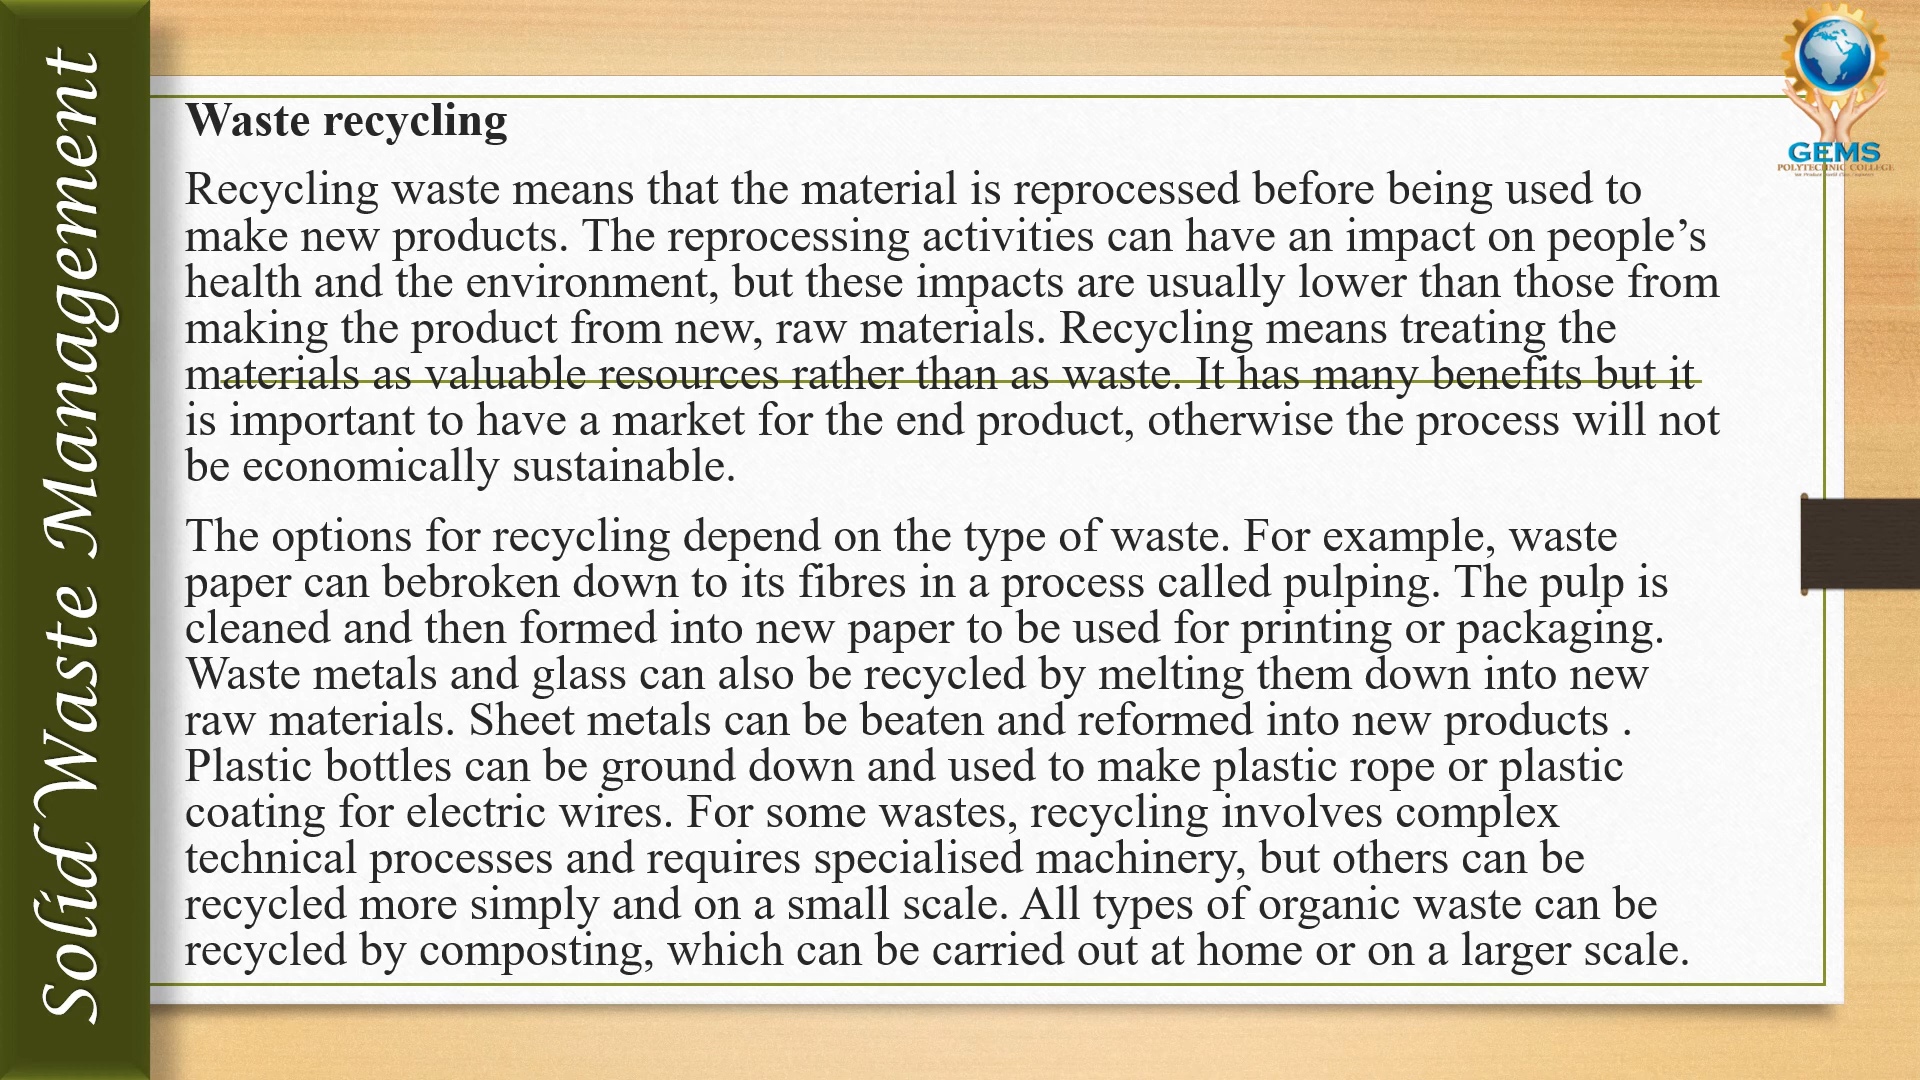 Solid Waste Management
GEMS
POLYTECHNIC COLLEGE
Waste recycling
Recycling waste means that the material is reprocessed before being used to
make new products. The reprocessing activities can have an impact on people’s
health and the environment, but these impacts are usually lower than those from
making the product from new, raw materials. Recycling means treating the
materials as valuable resources rather than as waste. It has many benefits but it
is important to have a market for the end product, otherwise the process will not
be economically sustainable.
The options for recycling depend on the type of waste. For example, waste
paper can bebroken down to its fibres in a process called pulping. The pulp is
cleaned and then formed into new paper to be used for printing or packaging.
Waste metals and glass can also be recycled by melting them down into new
raw materials. Sheet metals can be beaten and reformed into new products .
Plastic bottles can be ground down and used to make plastic rope or plastic
coating for electric wires. For some wastes, recycling involves complex
technical processes and requires specialised machinery, but others can be
recycled more simply and on a small scale. All types of organic waste can be
recycled by composting, which can be carried out at home or on a larger scale.